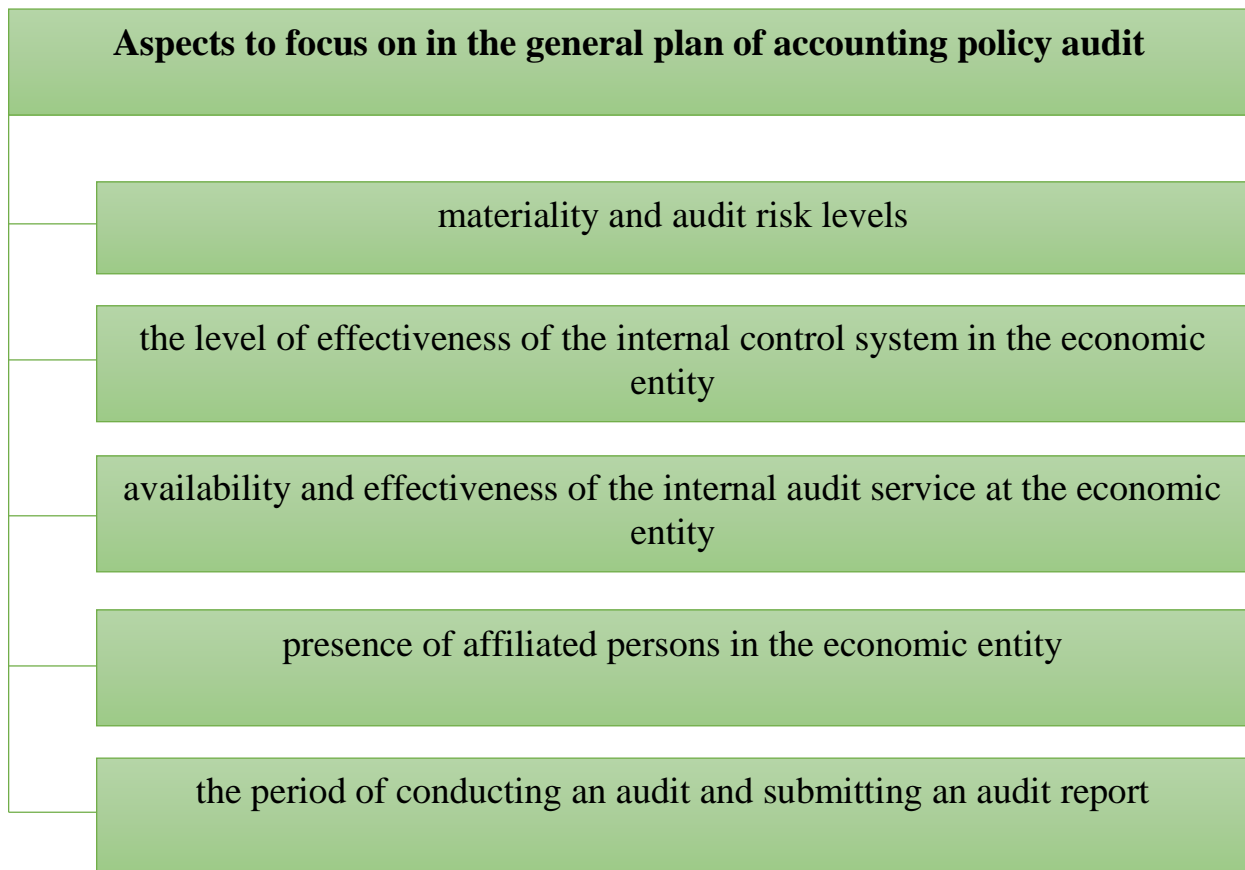 Aspects to focus on in the general plan of accounting policy audit
materiality and audit risk levels
the level of effectiveness of the internal control system in the economic
entity
availability and effectiveness of the internal audit service at the economic
entity
presence of affiliated persons in the economic entity
the period of conducting an audit and submitting an audit report